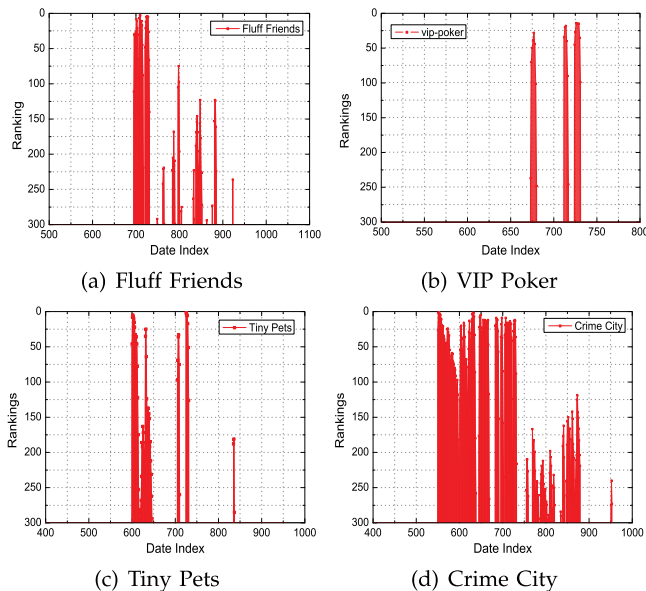 0
50
100
150
200
250
300
Ranking
500 600 700 800 900 1000 1100
Date Index
Fluff Friends
(a) Fluff Friends
0
50
100
150
200
250
300
Rankings
500 550 600 650 700 750 800
Date Index
vip-poker
(b) VIP Poker
0
50
100
150
200
250
300
Rankings
400 500 600 700 800 900 1000
Date Index
Tiny Pets
(c) Tiny Pets
0
50
100
150
200
250
300
Rankings
400 500 600 700 800 900 1000
Date Index
Crime City
(d) Crime City